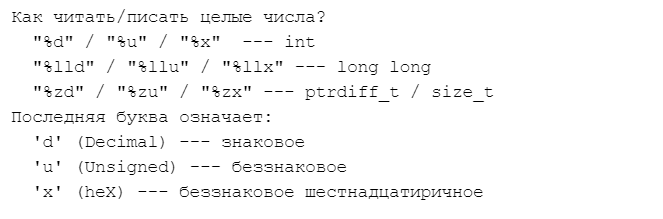 Как читать/писать целые числа?
"%d" / "%u" / "%x" --- int
"%lld" / "%llu" / "%llx" --- long long
"%zd" / "%zu" / "%zx" --- ptrdiff_t / size_t
Последняя буква означает:
'd' (Decimal) --- знаковое
'u' (Unsigned) --- беззнаковое
'x' (heX) --- беззнаковое шестнадцатиричное